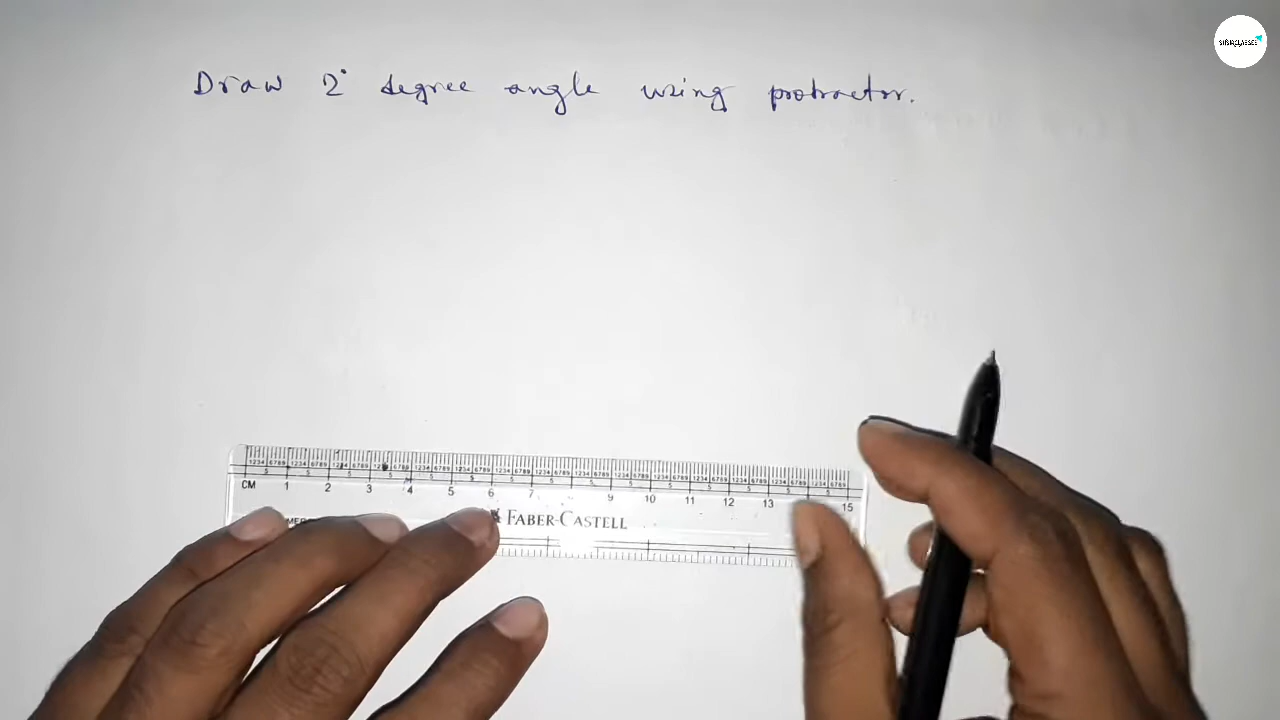 Draw 2° degree angle using protractor.
CM 1 2 3 4 5 6 7 9 10 11 12 13 15
FABER-CASTELL